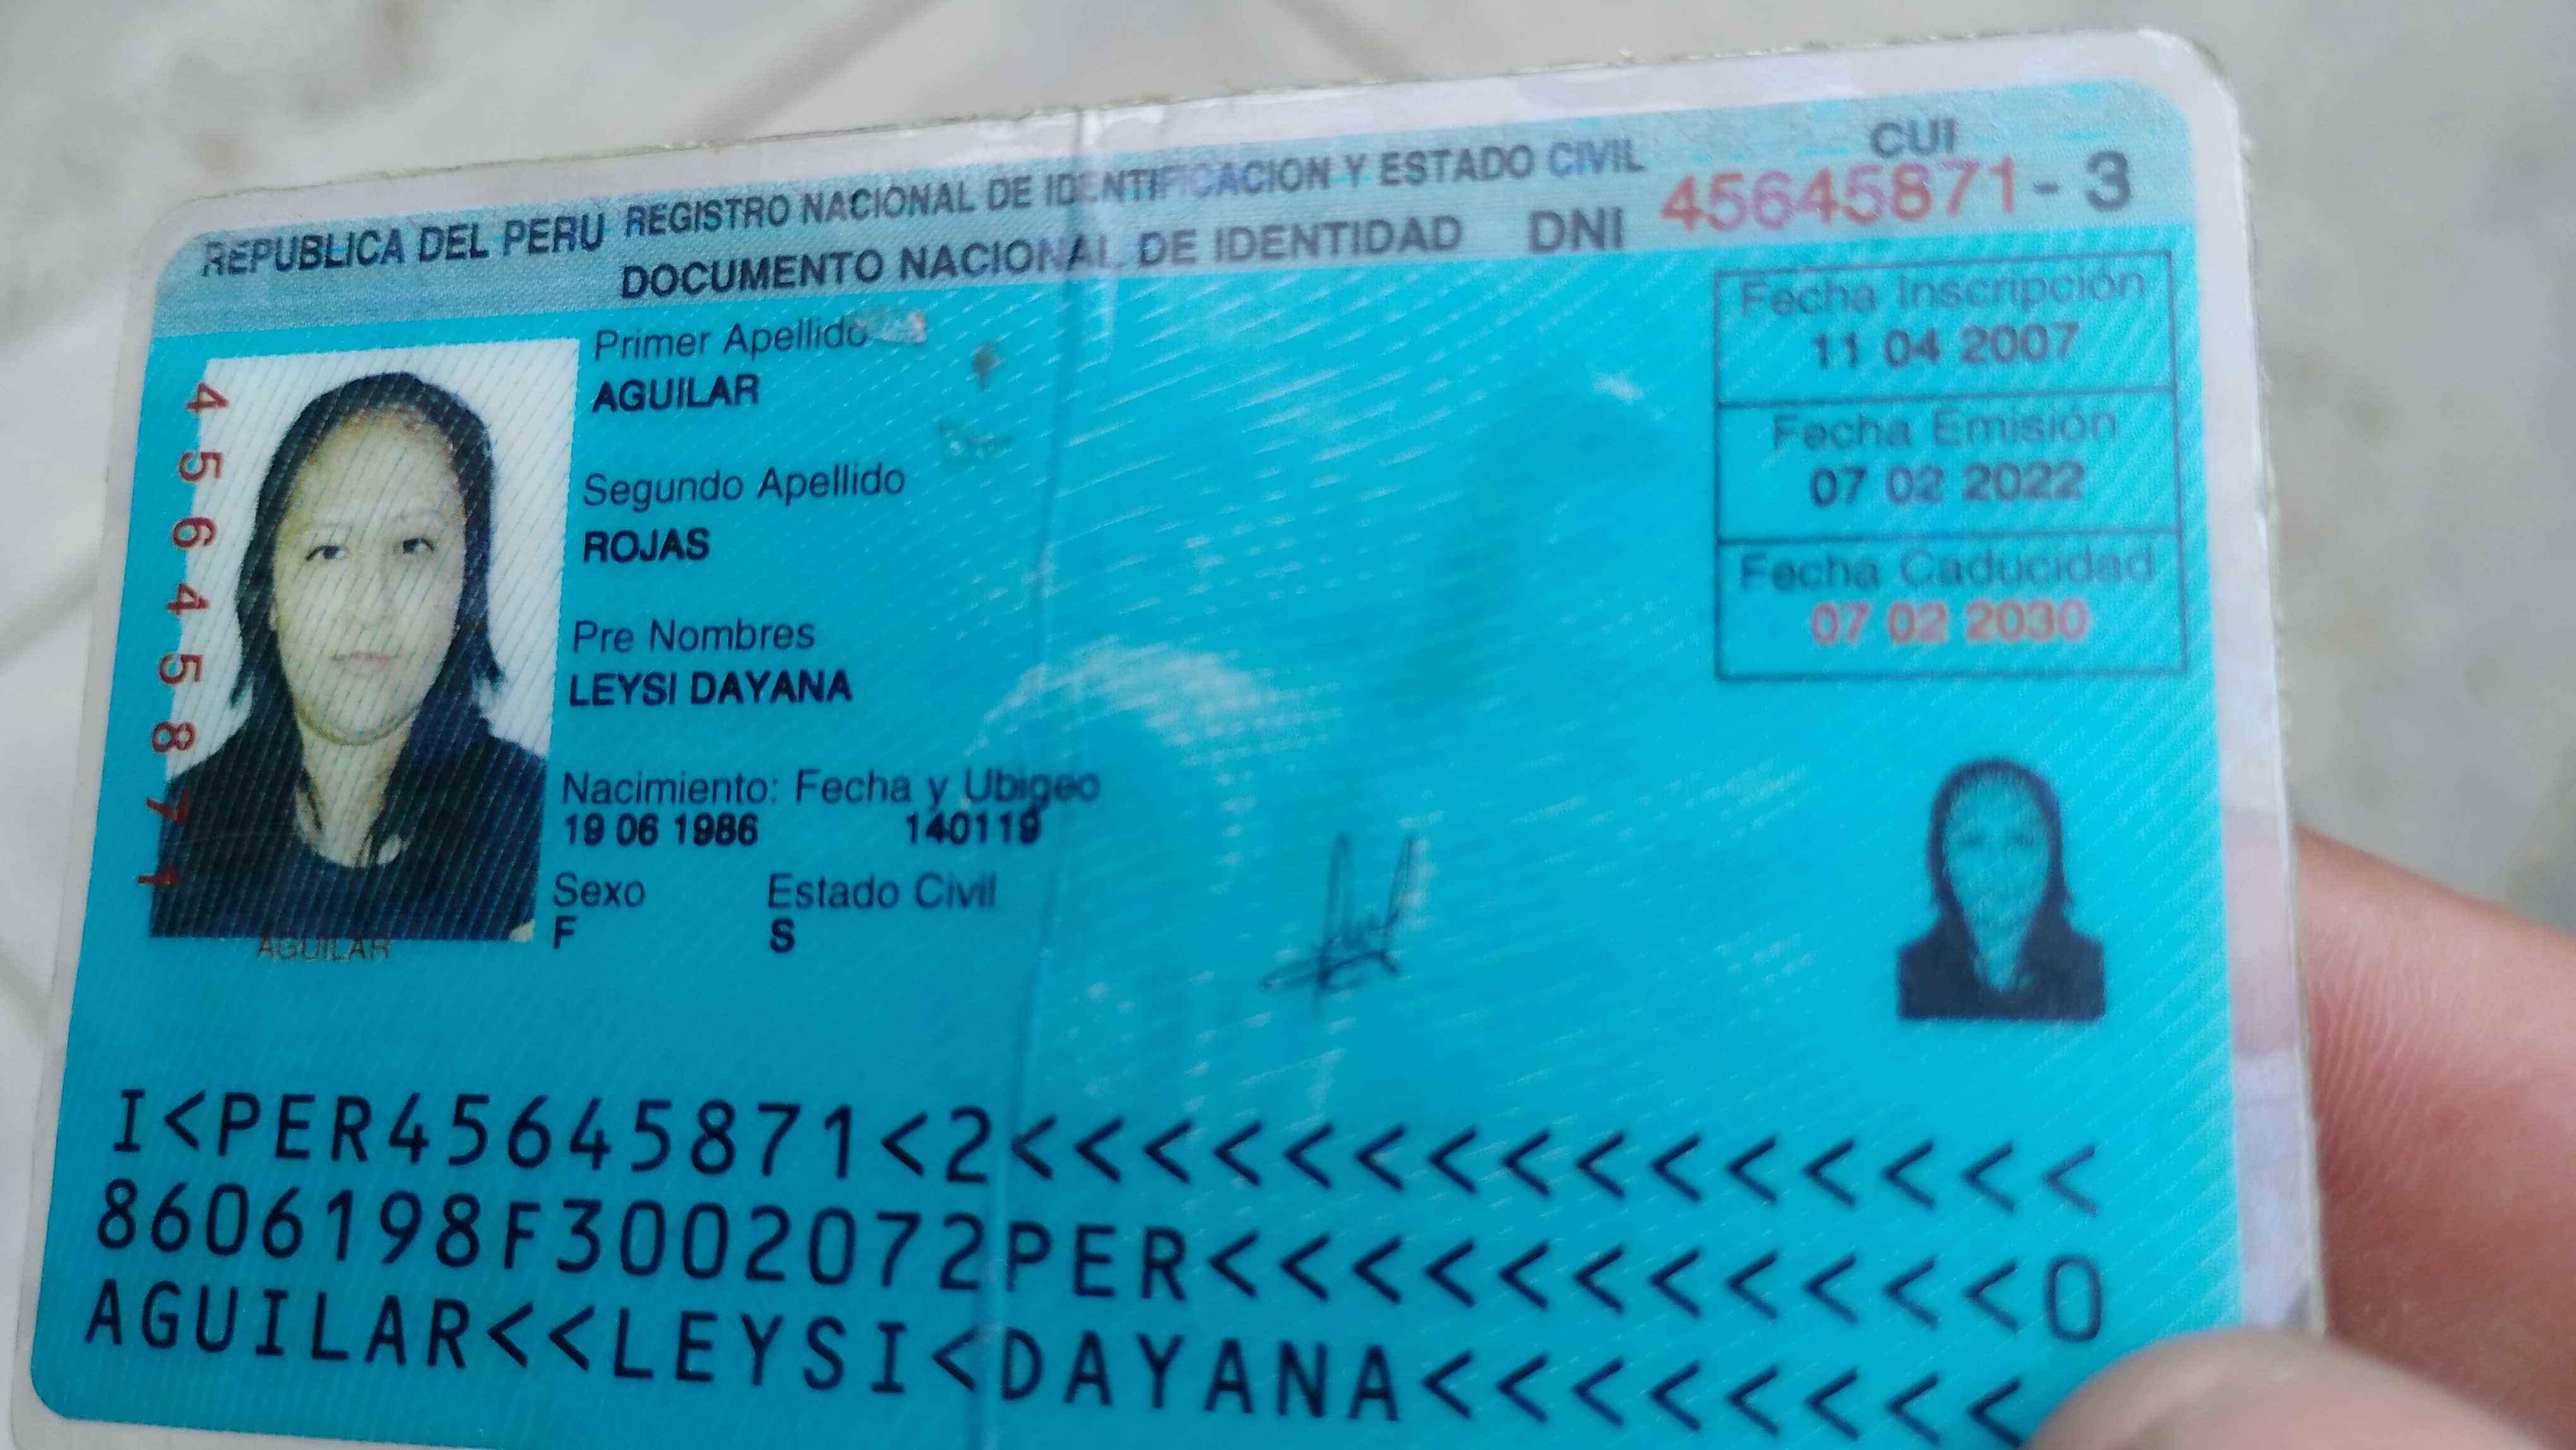 REPUBLICA DEL PERU REGISTRO NACIONAL DE IDENTIFICACION Y ESTADO CIVIL
DOCUMENTO NACIONAL DE IDENTIDAD DNI
CUI
45645871-3
Primer Apellido
AGUILAR
Segundo Apellido
ROJAS
Pre Nombres
LEYSI DAYANA
Nacimiento: Fecha y Ubigeo
19 06 1986 140119
Sexo Estado Civil
F S
Fecha Inscripción
11 04 2007
Fecha Emisión
07 02 2022
Fecha Caducidad
07 02 2030
45645871
AGUILAR
I<PER45645871<2<<<<<<<<<<<<<<<
8606198F3002072PER<<<<<<<<<<<0
AGUILAR<<LEYSI<DAYANA<<<<<<<<